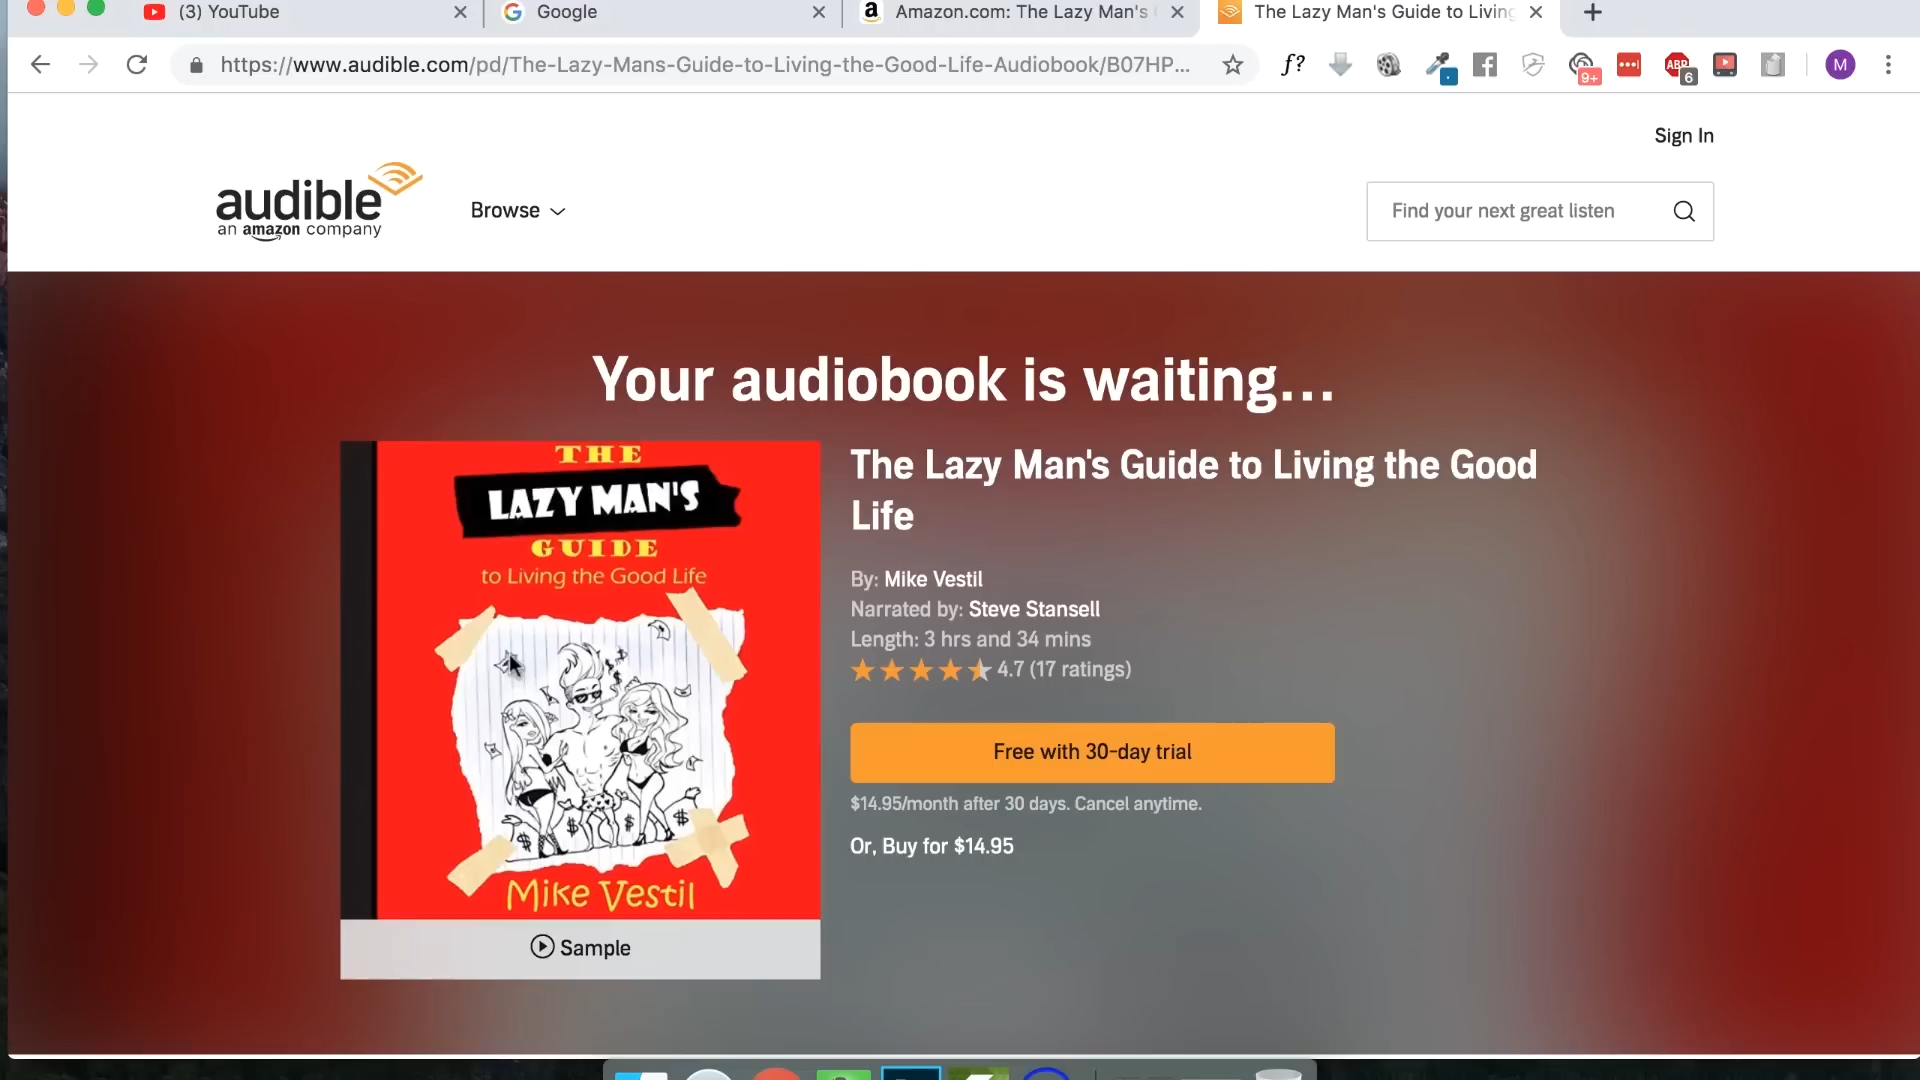 (3) YouTube
Google
Amazon.com: The Lazy Man's
The Lazy Man's Guide to Living
https://www.audible.com/pd/The-Lazy-Mans-Guide-to-Living-the-Good-Life-Audiobook/B07HP...
f?
9+
ABP
6
M
Sign In
audible
an amazon company
Browse
Find your next great listen
Your audiobook is waiting...
THE
LAZY MAN'S
GUIDE
to Living the Good Life
$ $ $ $
Mike Vestil
Sample
The Lazy Man's Guide to Living the Good
Life
By: Mike Vestil
Narrated by: Steve Stansell
Length: 3 hrs and 34 mins
4.7 (17 ratings)
Free with 30-day trial
$14.95/month after 30 days. Cancel anytime.
Or, Buy for $14.95